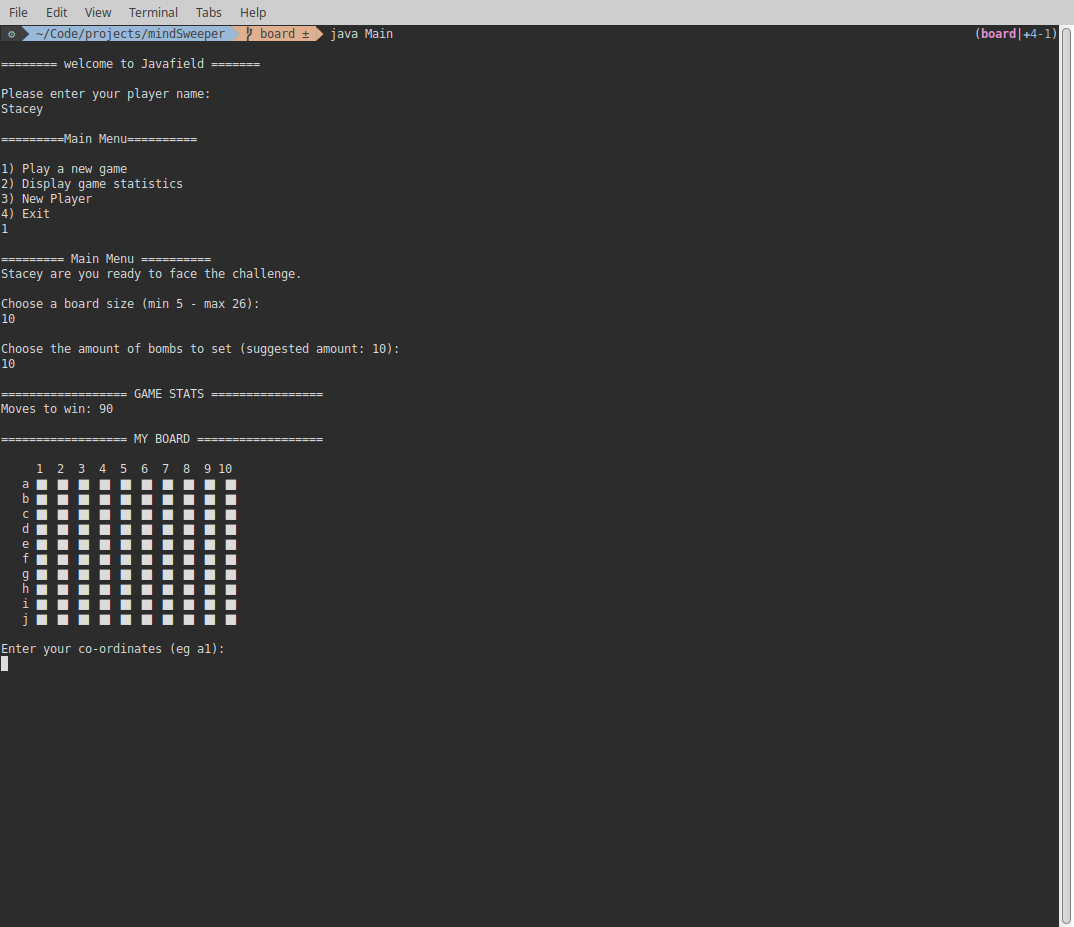 File Edit View Terminal Tabs Help
⚙ ~/Code/projects/mindSweeper board ± java Main (board|+4-1)
======== welcome to Javafield =======
Please enter your player name:
Stacey
=========Main Menu==========
1) Play a new game
2) Display game statistics
3) New Player
4) Exit
1
========= Main Menu ==========
Stacey are you ready to face the challenge.
Choose a board size (min 5 - max 26):
10
Choose the amount of bombs to set (suggested amount: 10):
10
================== GAME STATS ================
Moves to win: 90
================== MY BOARD ==================
1 2 3 4 5 6 7 8 9 10
a ■ ■ ■ ■ ■ ■ ■ ■ ■ ■
b ■ ■ ■ ■ ■ ■ ■ ■ ■ ■
c ■ ■ ■ ■ ■ ■ ■ ■ ■ ■
d ■ ■ ■ ■ ■ ■ ■ ■ ■ ■
e ■ ■ ■ ■ ■ ■ ■ ■ ■ ■
f ■ ■ ■ ■ ■ ■ ■ ■ ■ ■
g ■ ■ ■ ■ ■ ■ ■ ■ ■ ■
h ■ ■ ■ ■ ■ ■ ■ ■ ■ ■
i ■ ■ ■ ■ ■ ■ ■ ■ ■ ■
j ■ ■ ■ ■ ■ ■ ■ ■ ■ ■
Enter your co-ordinates (eg a1):